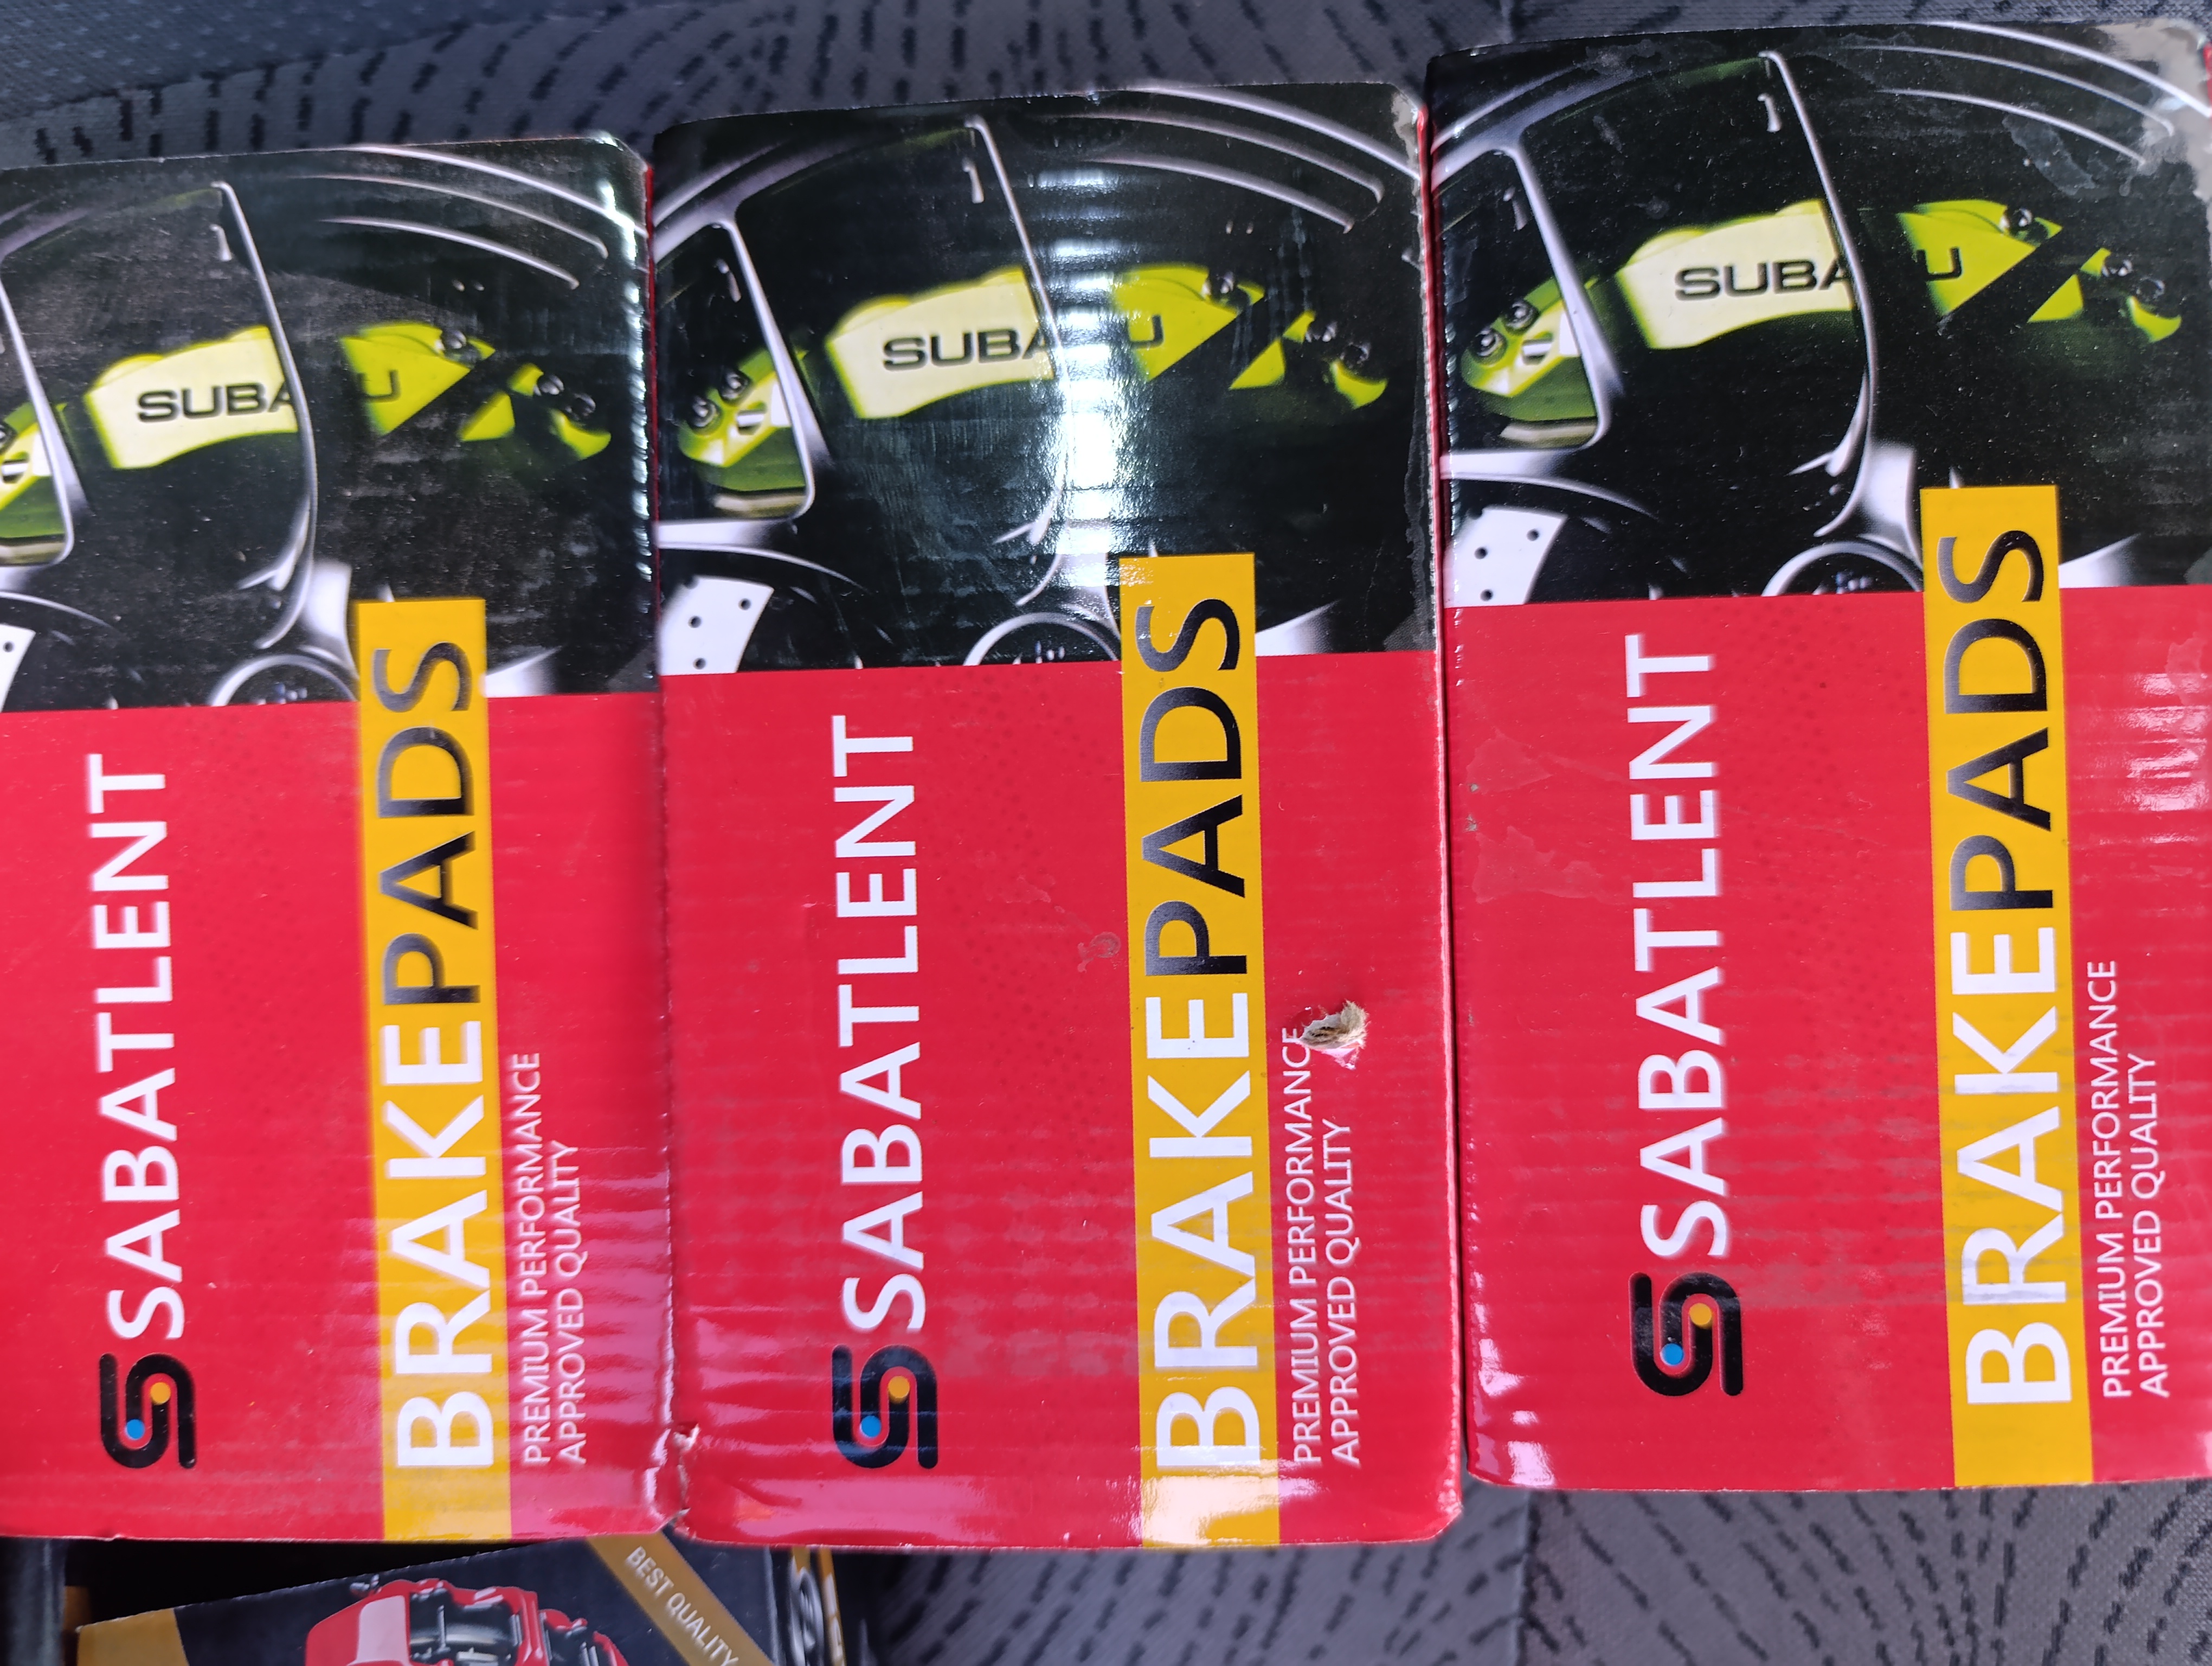 SUBA U
SABATLENT
BRAKEPADS
PREMIUM PERFORMANCE
APPROVED QUALITY
SUBA U
SABATLENT
BRAKEPADS
PREMIUM PERFORMANCE
APPROVED QUALITY
SUBA U
SABATLENT
BRAKEPADS
PREMIUM PERFORMANCE
APPROVED QUALITY
BEST QUALITY